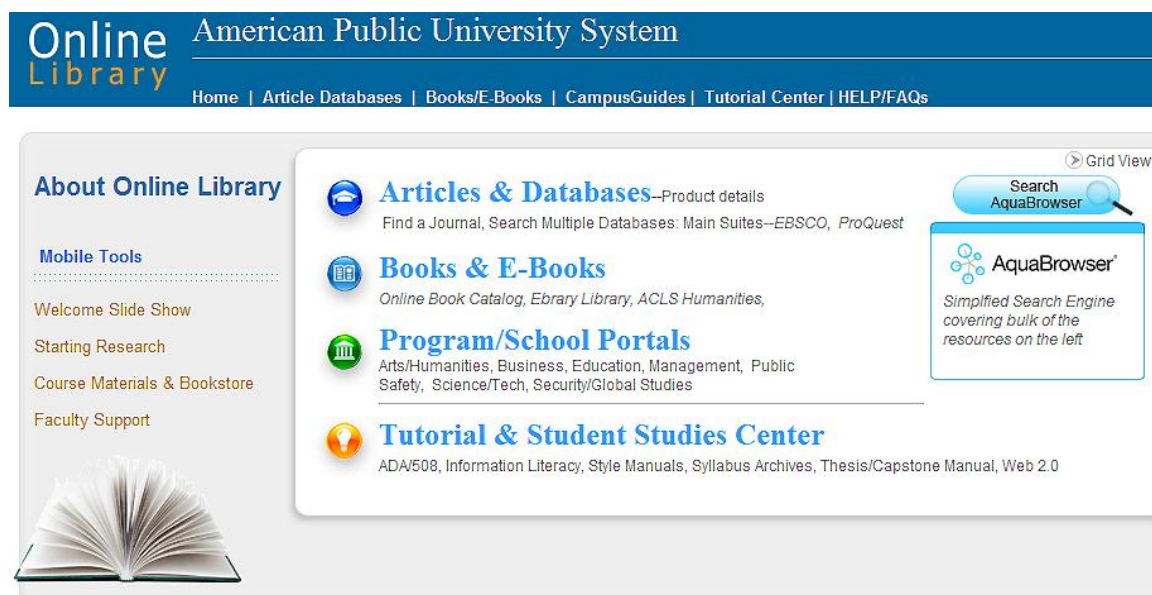 Online
Library
American Public University System
Home | Article Databases | Books/E-Books | CampusGuides | Tutorial Center | HELP/FAQs
About Online Library
Mobile Tools
Welcome Slide Show
Starting Research
Course Materials & Bookstore
Faculty Support
Articles & Databases--Product details
Find a Journal, Search Multiple Databases: Main Suites--EBSCO, ProQuest
Books & E-Books
Online Book Catalog, Ebrary Library, ACLS Humanities,
Program/School Portals
Arts/Humanities, Business, Education, Management, Public
Safety, Science/Tech, Security/Global Studies
Tutorial & Student Studies Center
ADA/508, Information Literacy, Style Manuals, Syllabus Archives, Thesis/Capstone Manual, Web 2.0
Grid View
Search
AquaBrowser
AquaBrowser
Simplfied Search Engine
covering bulk of the
resources on the left